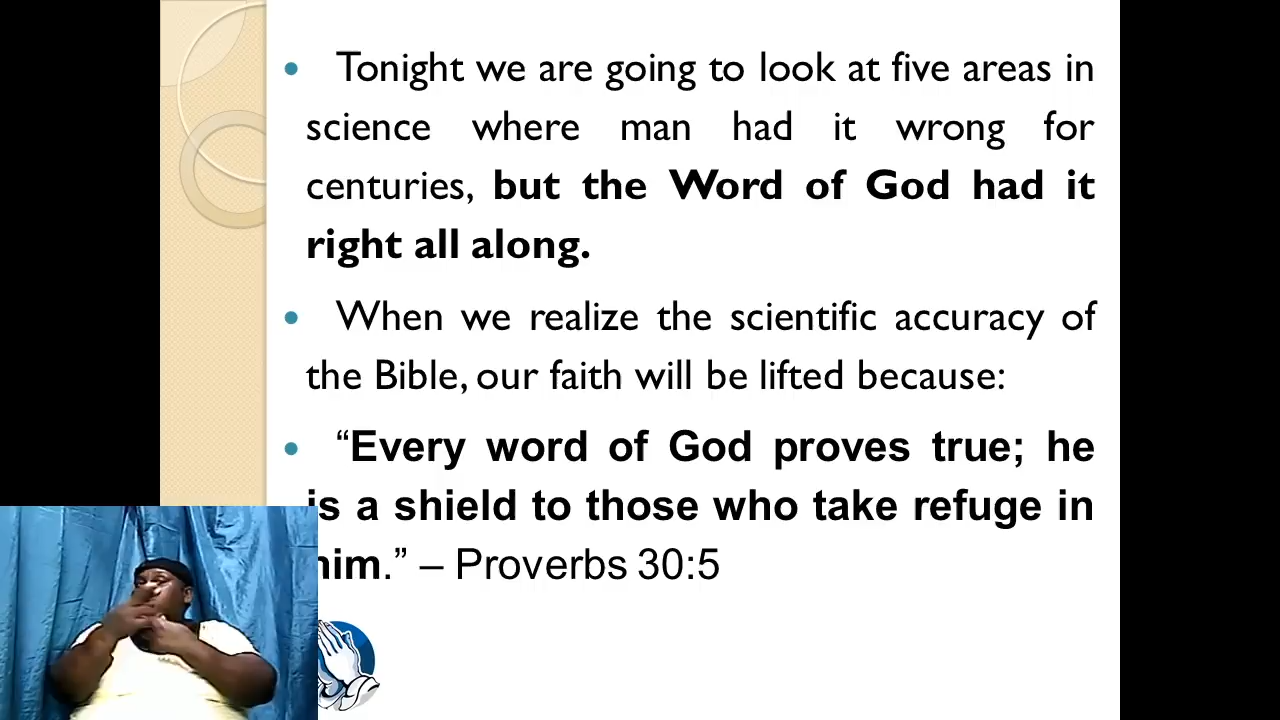 • Tonight we are going to look at five areas in
science where man had it wrong for
centuries, but the Word of God had it
right all along.
• When we realize the scientific accuracy of
the Bible, our faith will be lifted because:
• “Every word of God proves true; he
is a shield to those who take refuge in
him.” – Proverbs 30:5